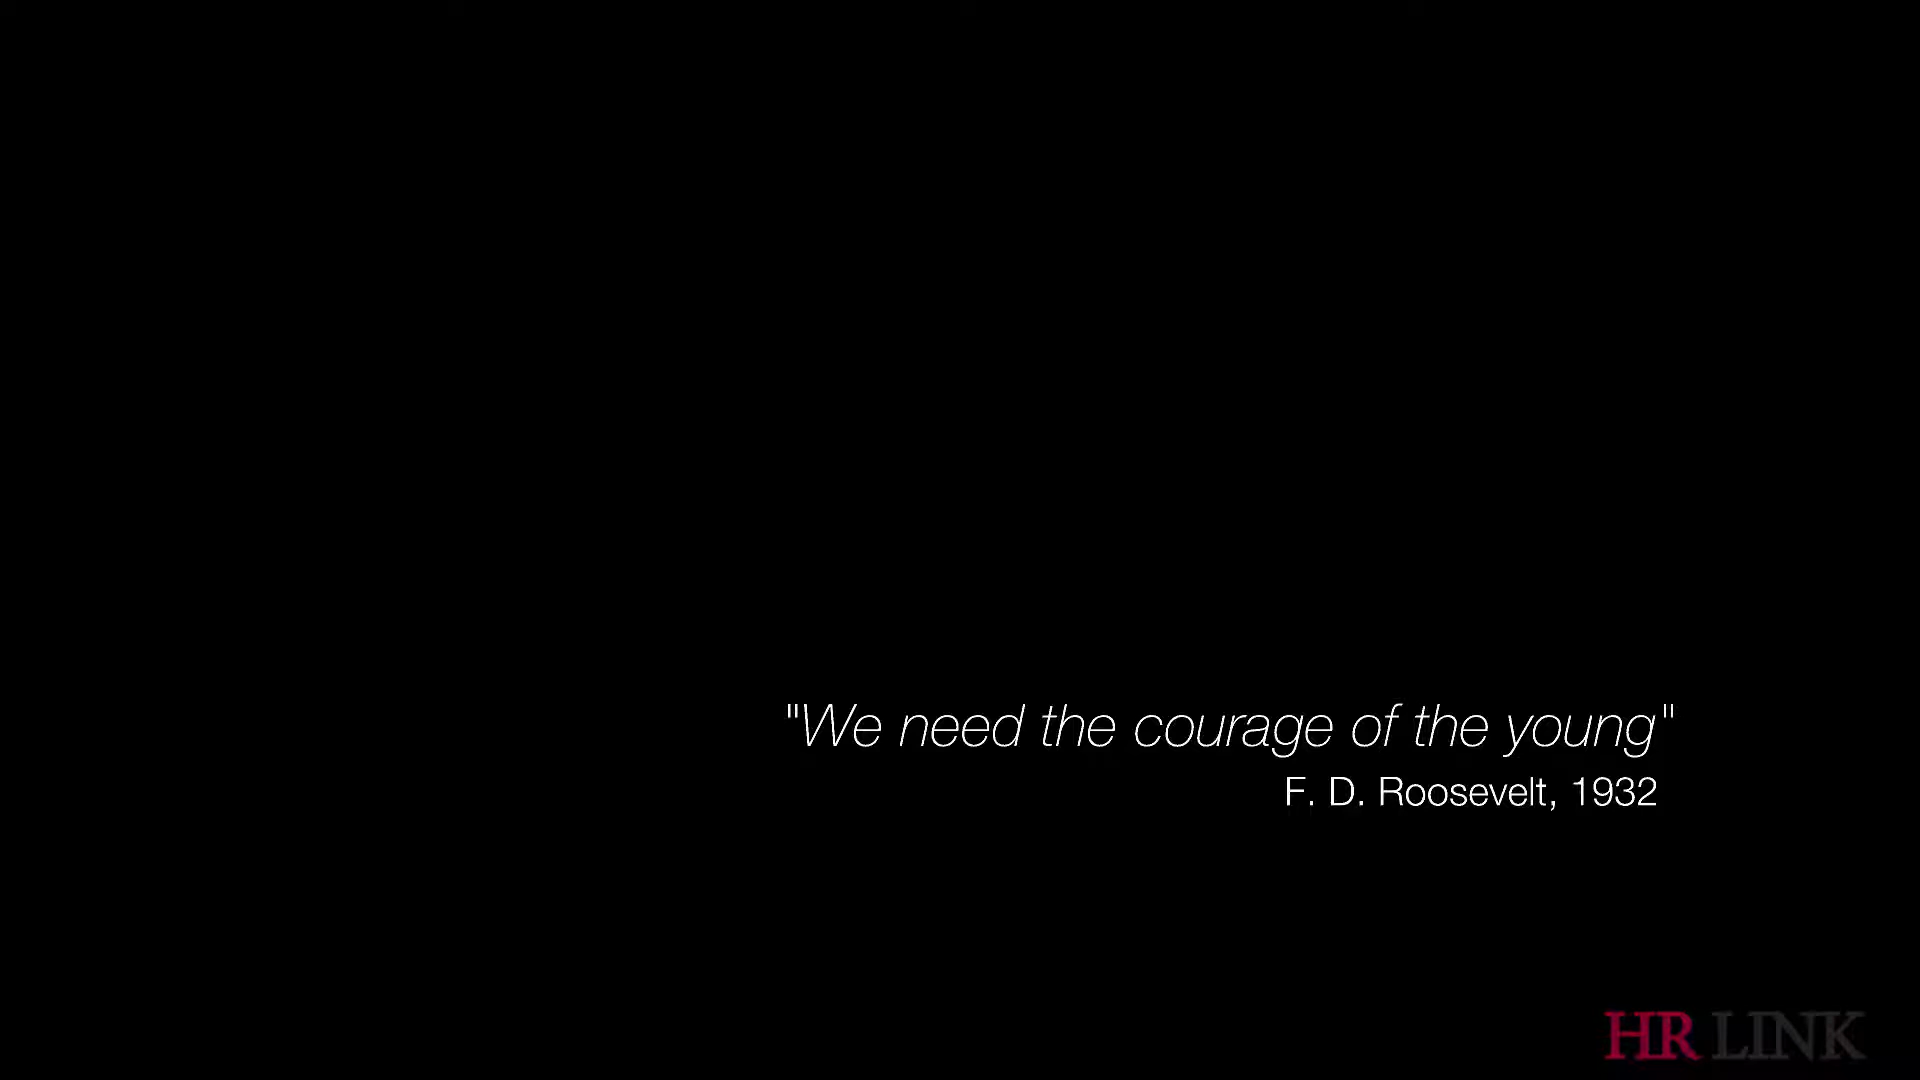 "We need the courage of the young"
F. D. Roosevelt, 1932
HR LINK